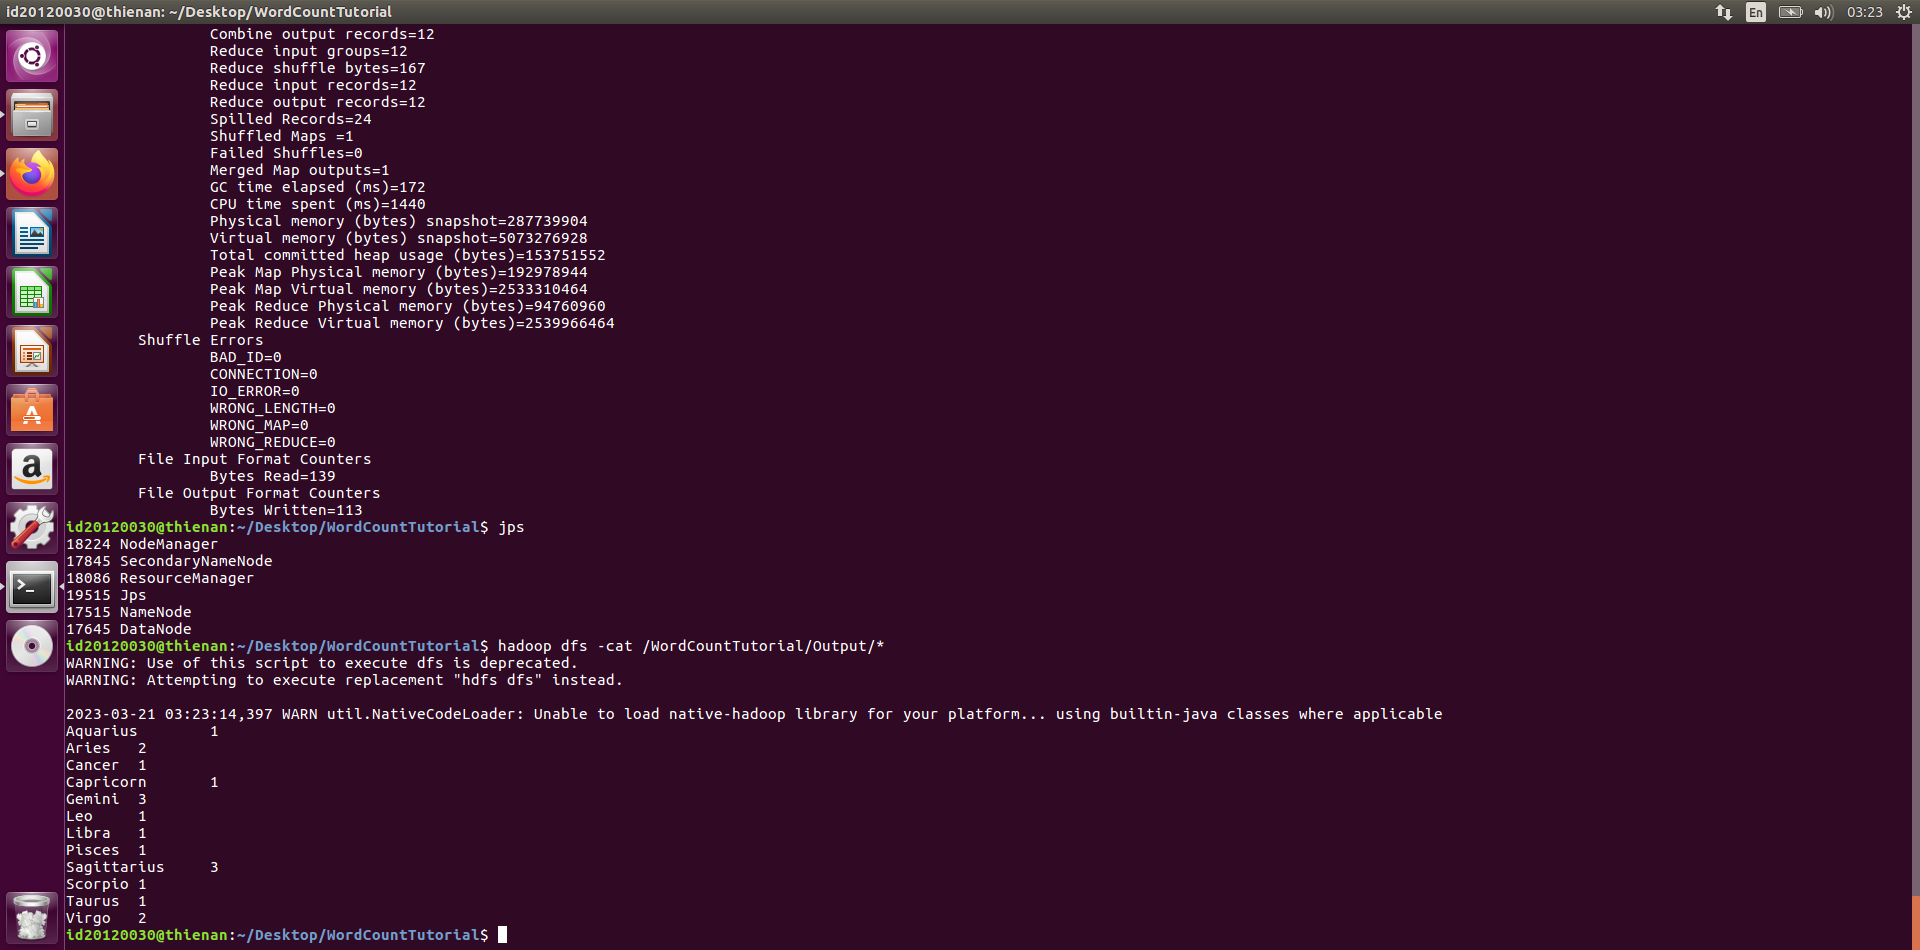 id20120030@thienan: ~/Desktop/WordCountTutorial
En
03:23
Combine output records=12
Reduce input groups=12
Reduce shuffle bytes=167
Reduce input records=12
Reduce output records=12
Spilled Records=24
Shuffled Maps =1
Failed Shuffles=0
Merged Map outputs=1
GC time elapsed (ms)=172
CPU time spent (ms)=1440
Physical memory (bytes) snapshot=287739904
Virtual memory (bytes) snapshot=5073276928
Total committed heap usage (bytes)=153751552
Peak Map Physical memory (bytes)=192978944
Peak Map Virtual memory (bytes)=2533310464
Peak Reduce Physical memory (bytes)=94760960
Peak Reduce Virtual memory (bytes)=2539966464
Shuffle Errors
BAD_ID=0
CONNECTION=0
IO_ERROR=0
WRONG_LENGTH=0
WRONG_MAP=0
WRONG_REDUCE=0
File Input Format Counters
Bytes Read=139
File Output Format Counters
Bytes Written=113
id20120030@thienan:~/Desktop/WordCountTutorial$ jps
18224 NodeManager
17845 SecondaryNameNode
18086 ResourceManager
19515 Jps
17515 NameNode
17645 DataNode
id20120030@thienan:~/Desktop/WordCountTutorial$ hadoop dfs -cat /WordCountTutorial/Output/*
WARNING: Use of this script to execute dfs is deprecated.
WARNING: Attempting to execute replacement "hdfs dfs" instead.
2023-03-21 03:23:14,397 WARN util.NativeCodeLoader: Unable to load native-hadoop library for your platform... using builtin-java classes where applicable
Aquarius 1
Aries 2
Cancer 1
Capricorn 1
Gemini 3
Leo 1
Libra 1
Pisces 1
Sagittarius 3
Scorpio 1
Taurus 1
Virgo 2
id20120030@thienan:~/Desktop/WordCountTutorial$